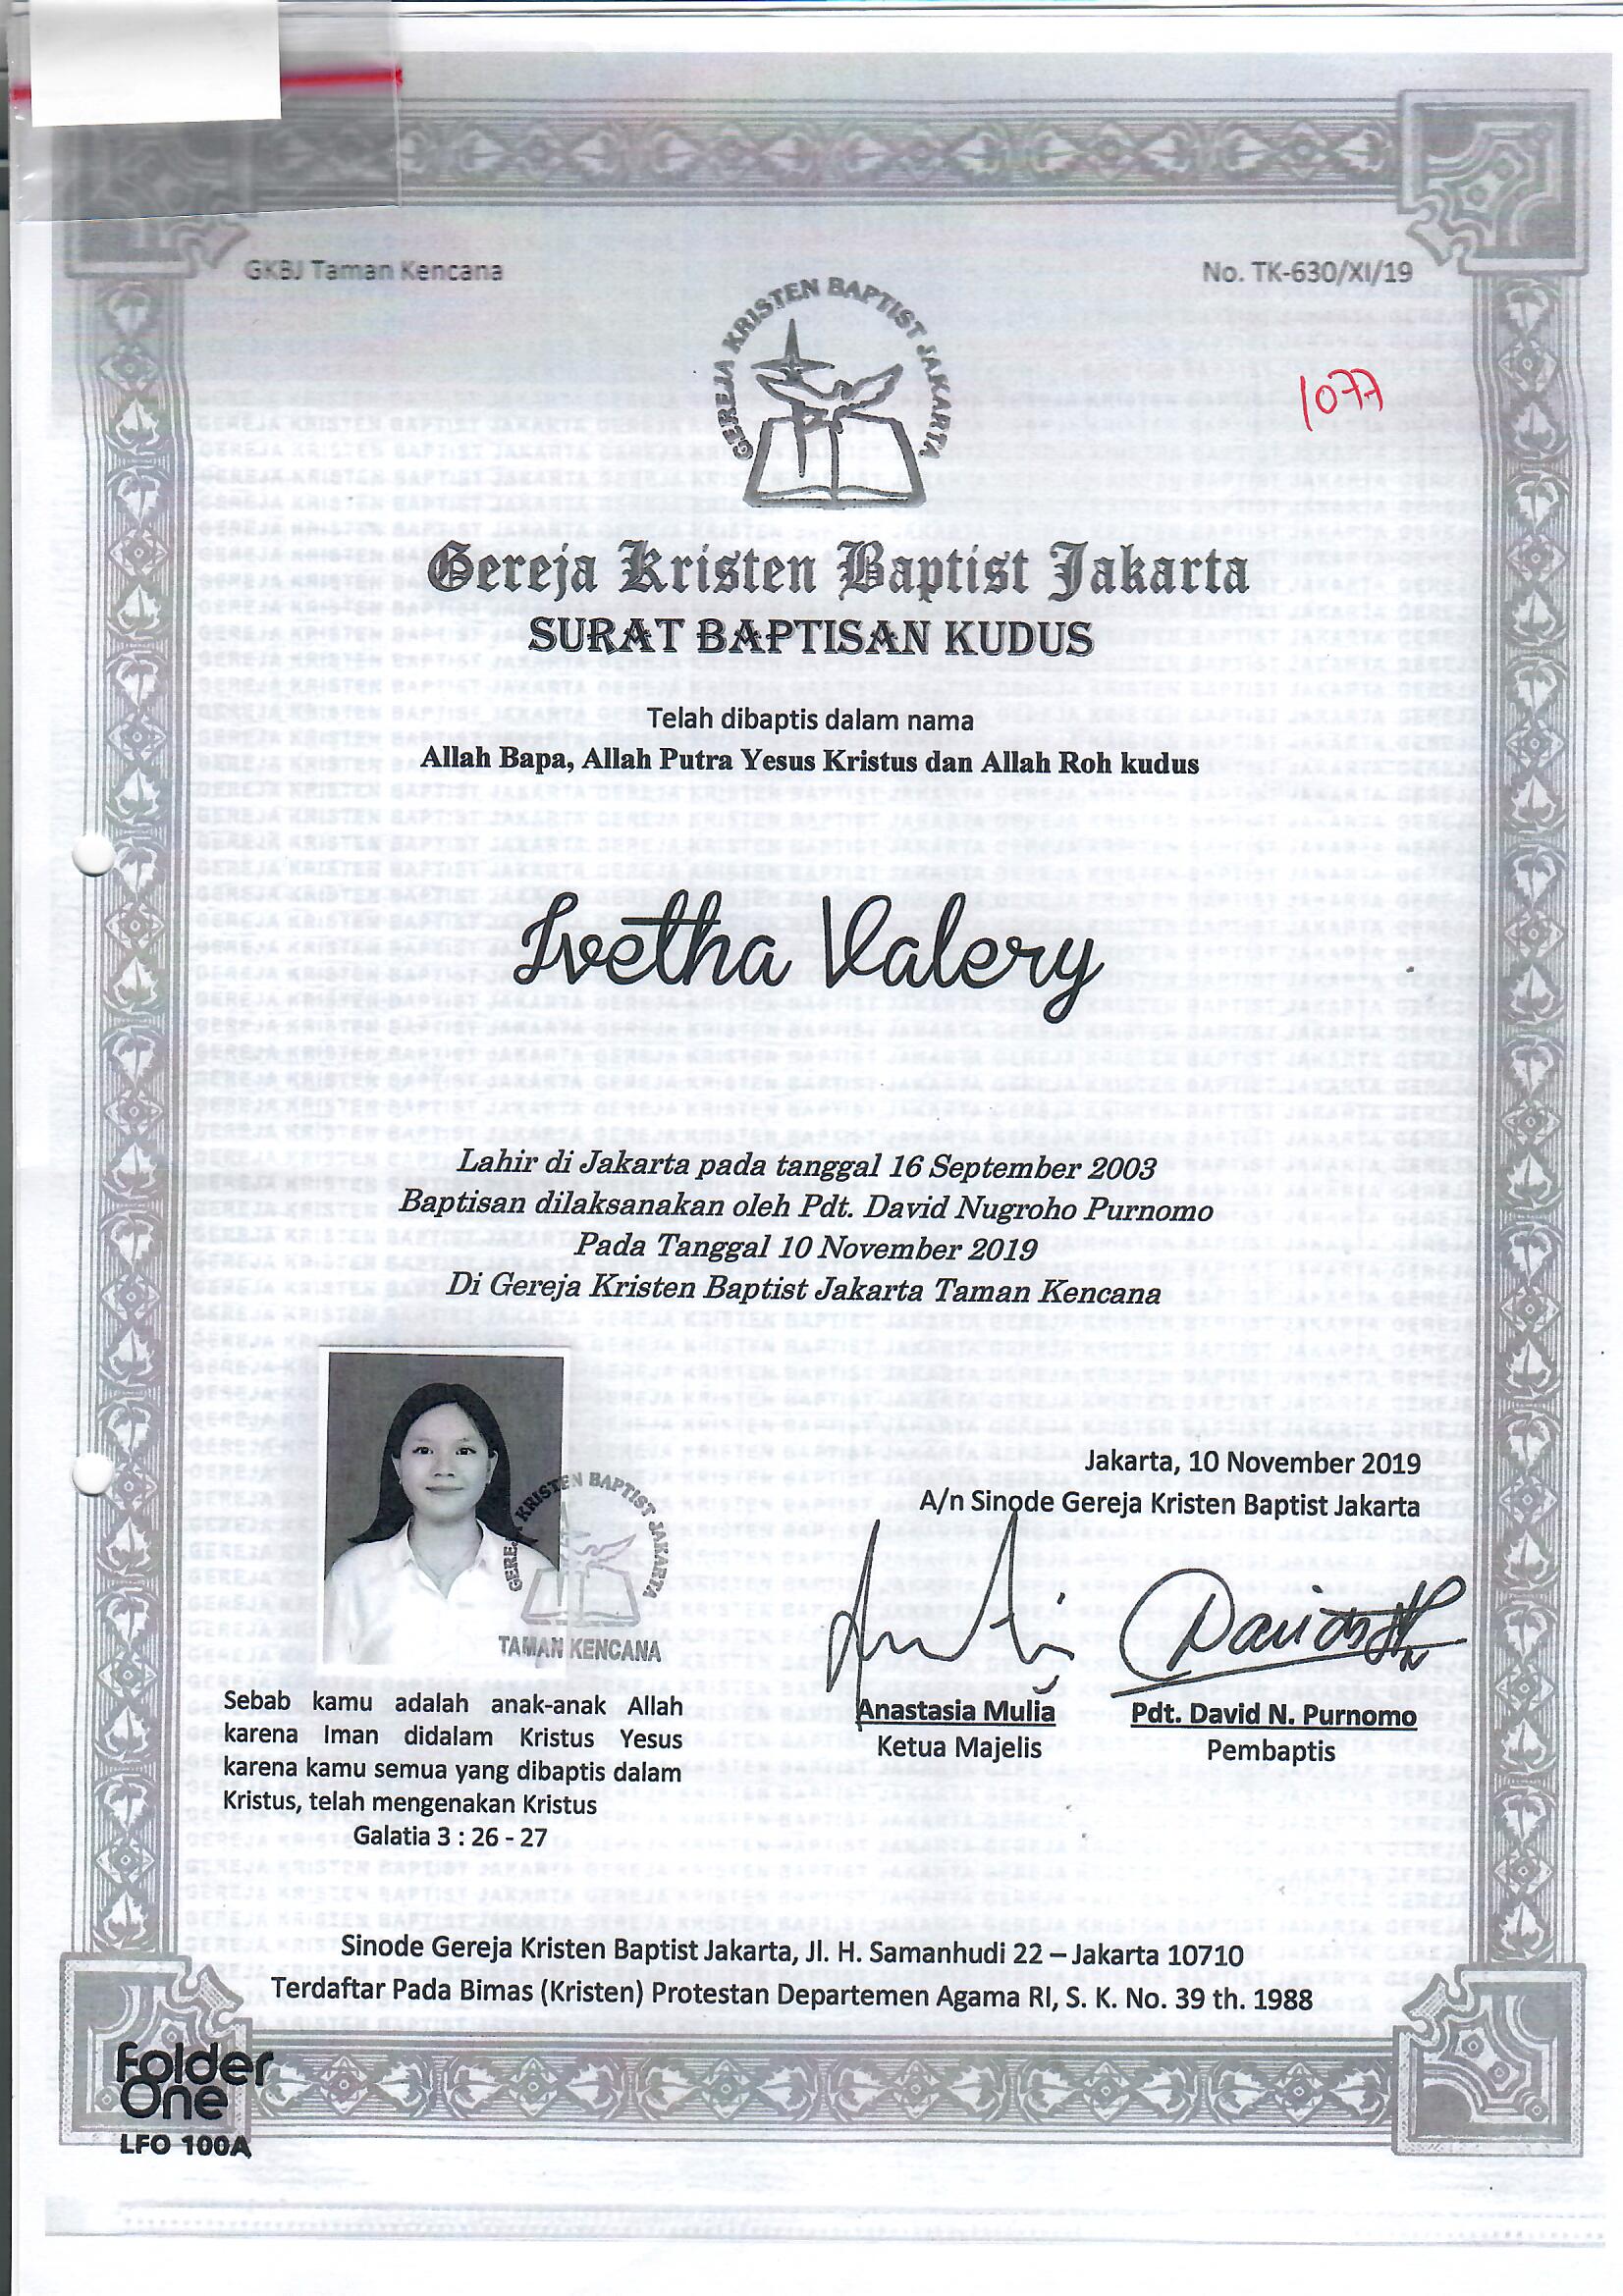 GKBJ Taman Kencana
No. TK-630/XI/19
GEREJA KRISTEN BAPTIST JAKARTA
1077
Gereja Kristen Baptist Jakarta
SURAT BAPTISAN KUDUS
Telah dibaptis dalam nama
Allah Bapa, Allah Putra Yesus Kristus dan Allah Roh kudus
Ivetha Valery
Lahir di Jakarta pada tanggal 16 September 2003
Baptisan dilaksanakan oleh Pdt. David Nugroho Purnomo
Pada Tanggal 10 November 2019
Di Gereja Kristen Baptist Jakarta Taman Kencana
GEREJA KRISTEN BAPTIST JAKARTA
TAMAN KENCANA
Jakarta, 10 November 2019
A/n Sinode Gereja Kristen Baptist Jakarta
Anastasia Mulia
Ketua Majelis
Pdt. David N. Purnomo
Pembaptis
Sebab kamu adalah anak-anak Allah
karena Iman didalam Kristus Yesus
karena kamu semua yang dibaptis dalam
Kristus, telah mengenakan Kristus
Galatia 3 : 26 - 27
Sinode Gereja Kristen Baptist Jakarta, Jl. H. Samanhudi 22 – Jakarta 10710
Terdaftar Pada Bimas (Kristen) Protestan Departemen Agama RI, S. K. No. 39 th. 1988
Folder
One
LFO 100A